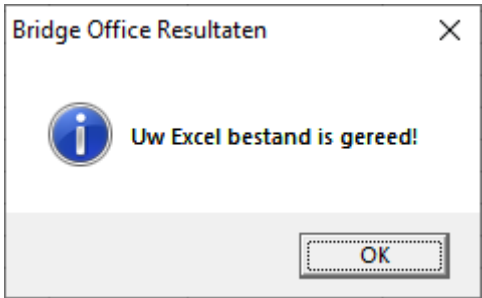 Bridge Office Resultaten
Uw Excel bestand is gereed!
OK